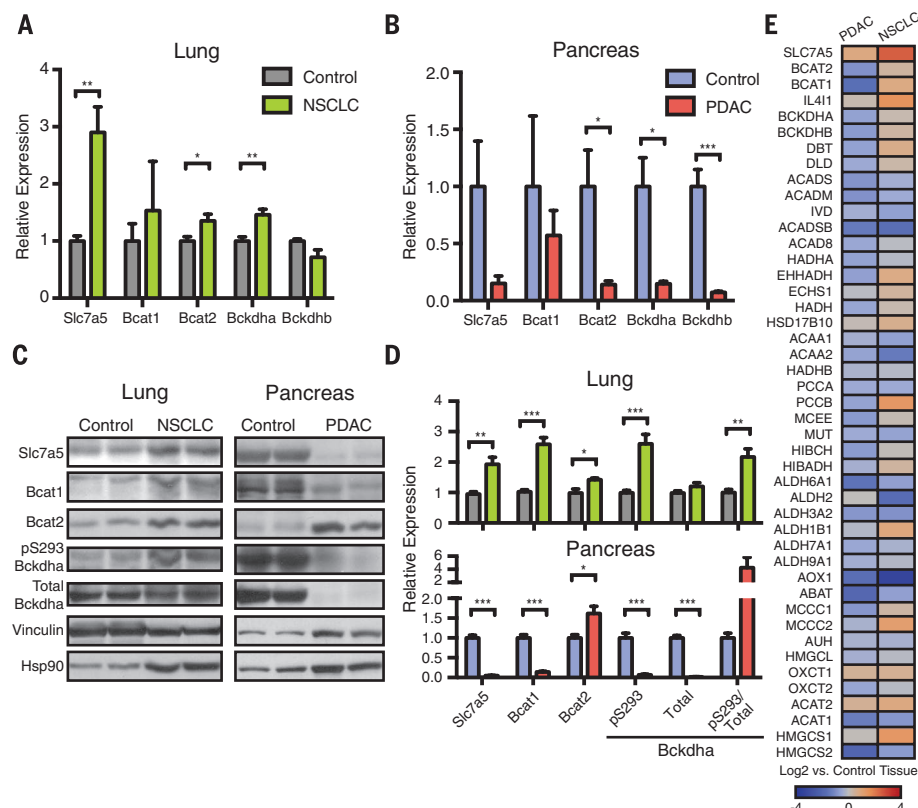 A
Lung
Relative Expression
4
3
2
1
0
Control
NSCLC
**
*
**
Slc7a5 Bcat1 Bcat2 Bckdha Bckdhb
B
Pancreas
Relative Expression
2.0
1.5
1.0
0.5
0.0
Control
PDAC
*
*
***
Slc7a5 Bcat1 Bcat2 Bckdha Bckdhb
C
Lung Pancreas
Control NSCLC Control PDAC
Slc7a5
Bcat1
Bcat2
pS293
Bckdha
Total
Bckdha
Vinculin
Hsp90
D
Lung
Relative Expression
4
3
2
1
0
**
***
*
***
**
Pancreas
6
4
2
2.0
1.5
1.0
0.5
0.0
***
***
*
***
***
Slc7a5
Bcat1
Bcat2
pS293
Total
pS293/
Total
Bckdha
E
PDAC NSCLC
SLC7A5
BCAT2
BCAT1
IL4I1
BCKDHA
BCKDHB
DBT
DLD
ACADS
ACADM
IVD
ACADSB
ACAD8
HADHA
EHHADH
ECHS1
HADH
HSD17B10
ACAA1
ACAA2
HADHB
PCCA
PCCB
MCEE
MUT
HIBCH
HIBADH
ALDH6A1
ALDH2
ALDH3A2
ALDH1B1
ALDH7A1
ALDH9A1
AOX1
ABAT
MCCC1
MCCC2
AUH
HMGCL
OXCT1
OXCT2
ACAT2
ACAT1
HMGCS1
HMGCS2
Log2 vs. Control Tissue
-4 0 4